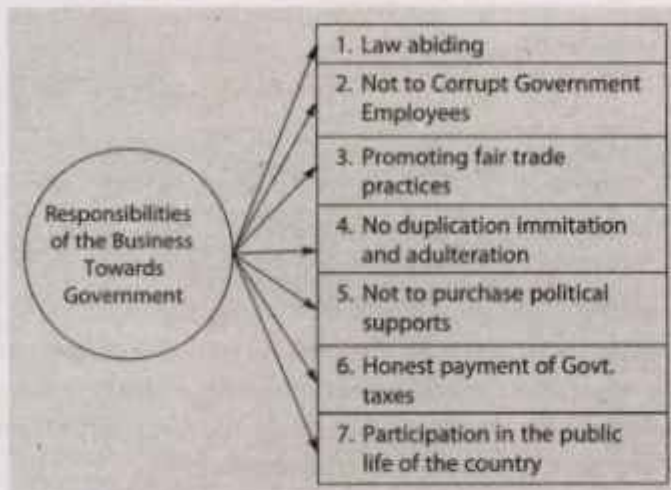 Responsibilities
of the Business
Towards
Government
1. Law abiding
2. Not to Corrupt Government
Employees
3. Promoting fair trade
practices
4. No duplication immitation
and adulteration
5. Not to purchase political
supports
6. Honest payment of Govt.
taxes
7. Participation in the public
life of the country